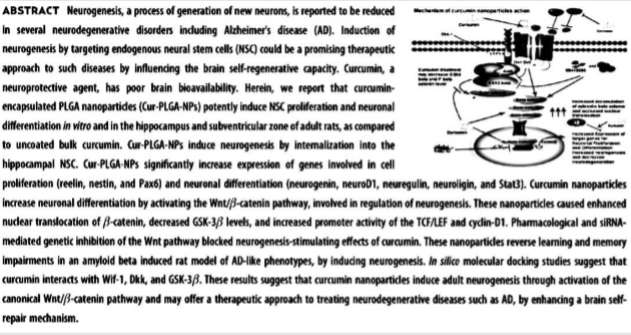 ABSTRACT Neurogenesis, a process of generation of new neurons, is reported to be reduced
in several neurodegenerative disorders including Alzheimer's disease (AD). Induction of
neurogenesis by targeting endogenous neural stem cells (NSC) could be a promising therapeutic
approach to such diseases by influencing the brain self-regenerative capacity. Curcumin, a
neuroprotective agent, has poor brain bioavailability. Herein, we report that curcumin-
encapsulated PLGA nanoparticles (Cur-PLGA-NPs) potently induce NSC proliferation and neuronal
differentiation in vitro and in the hippocampus and subventricular zone of adult rats, as compared
to uncoated bulk curcumin. Cur-PLGA-NPs induce neurogenesis by internalization into the
hippocampal NSC. Cur-PLGA-NPs significantly increase expression of genes involved in cell
proliferation (reelin, nestin, and Pax6) and neuronal differentiation (neurogenin, neuroD1, neuregulin, neuroligin, and Stat3). Curcumin nanoparticles
increase neuronal differentiation by activating the Wnt/β-catenin pathway, involved in regulation of neurogenesis. These nanoparticles caused enhanced
nuclear translocation of β-catenin, decreased GSK-3β levels, and increased promoter activity of the TCF/LEF and cyclin-D1. Pharmacological and siRNA-
mediated genetic inhibition of the Wnt pathway blocked neurogenesis-stimulating effects of curcumin. These nanoparticles reverse learning and memory
impairments in an amyloid beta induced rat model of AD-like phenotypes, by inducing neurogenesis. In silico molecular docking studies suggest that
curcumin interacts with Wif-1, Dkk, and GSK-3β. These results suggest that curcumin nanoparticles induce adult neurogenesis through activation of the
canonical Wnt/β-catenin pathway and may offer a therapeutic approach to treating neurodegenerative diseases such as AD, by enhancing a brain self-
repair mechanism.
Mechanism of curcumin nanoparticles action
Curcumin